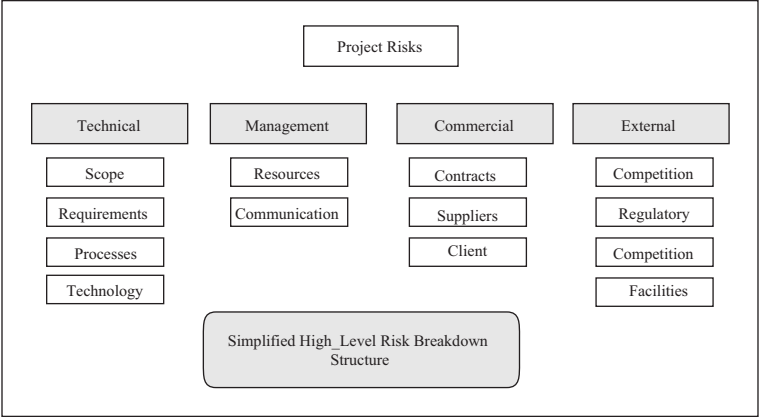 Project Risks
Technical
Management
Commercial
External
Scope
Resources
Contracts
Competition
Requirements
Communication
Suppliers
Regulatory
Processes
Client
Competition
Technology
Facilities
Simplified High_Level Risk Breakdown
Structure